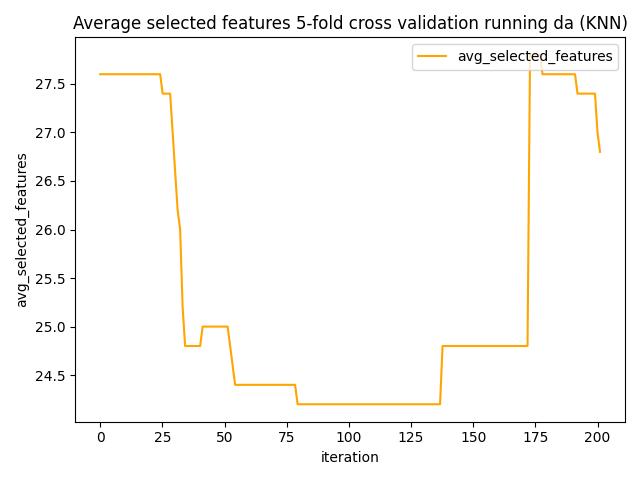 Average selected features 5-fold cross validation running da (KNN)
avg_selected_features
27.5
27.0
26.5
26.0
25.5
25.0
24.5
avg_selected_features
0 25 50 75 100 125 150 175 200
iteration